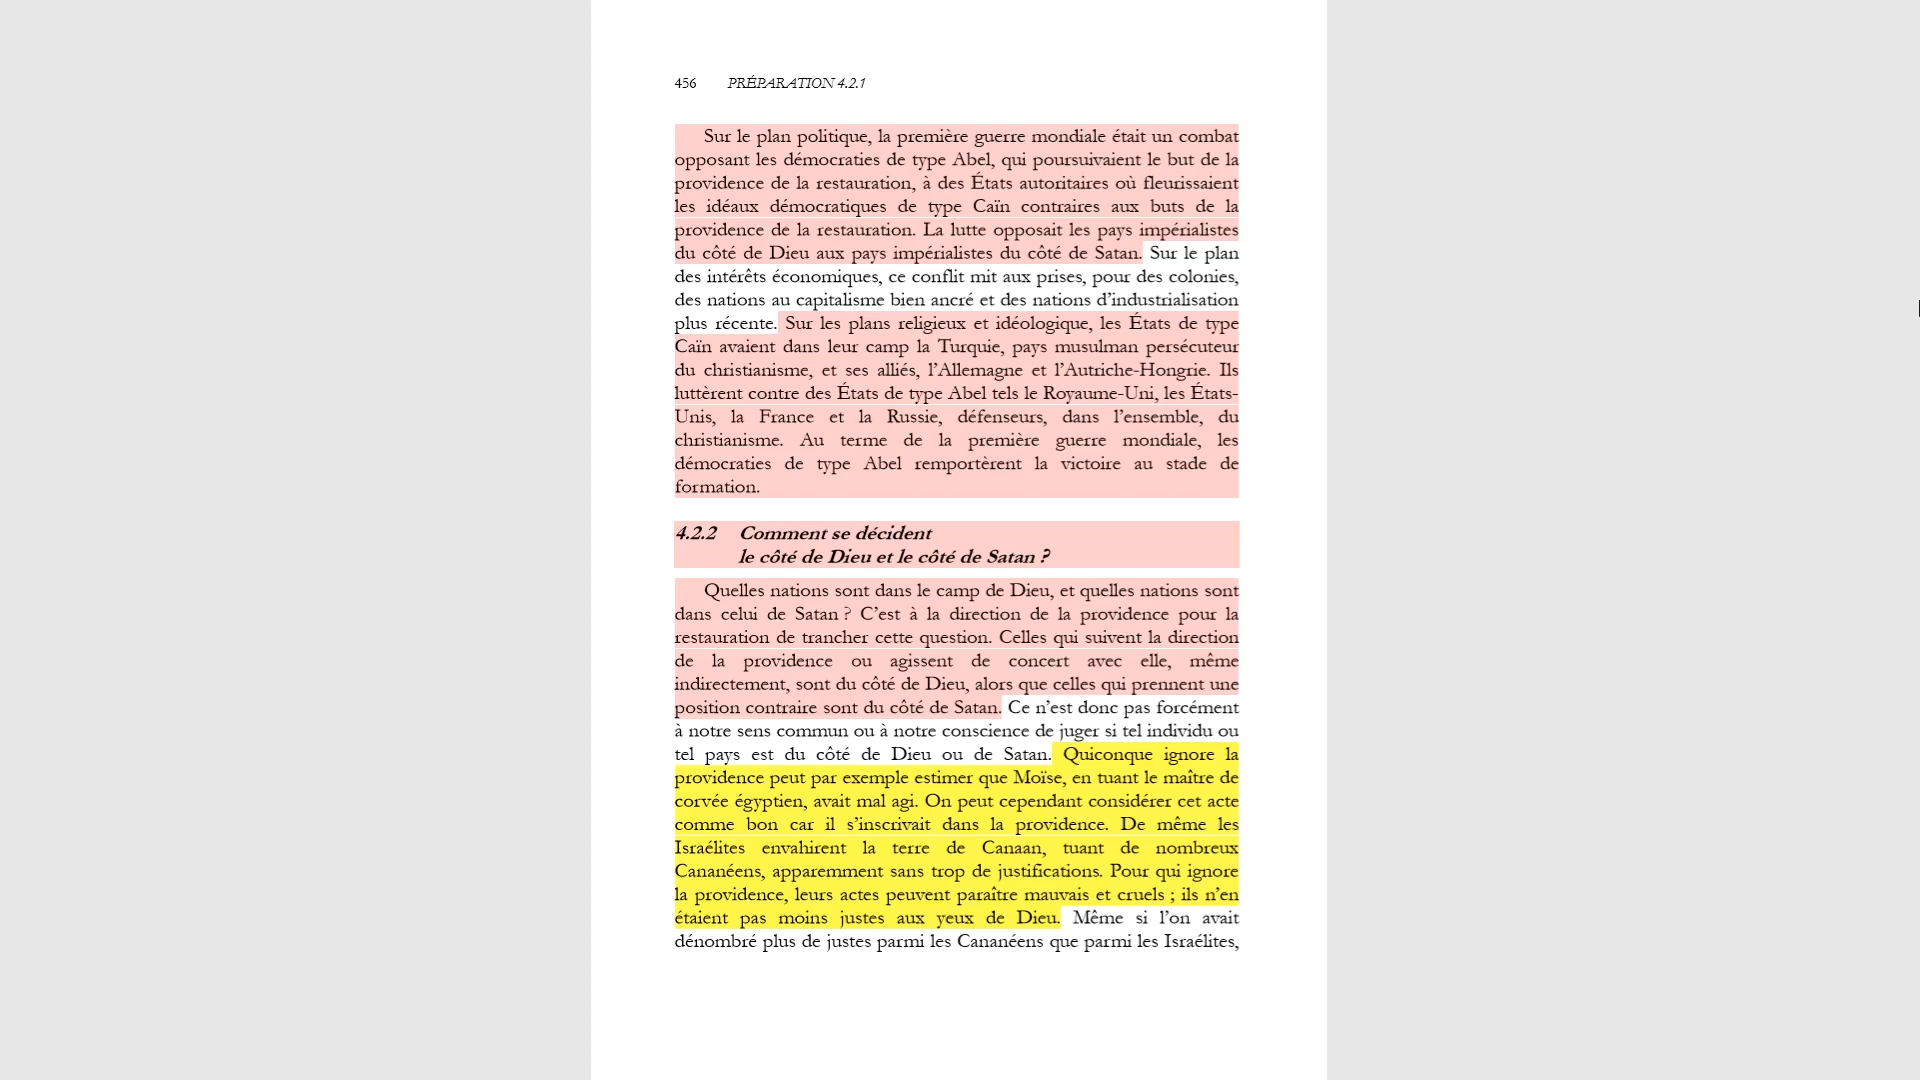 456 PRÉPARATION 4.2.1
Sur le plan politique, la première guerre mondiale était un combat
opposant les démocraties de type Abel, qui poursuivaient le but de la
providence de la restauration, à des États autoritaires où fleurissaient
les idéaux démocratiques de type Caïn contraires aux buts de la
providence de la restauration. La lutte opposait les pays impérialistes
du côté de Dieu aux pays impérialistes du côté de Satan. Sur le plan
des intérêts économiques, ce conflit mit aux prises, pour des colonies,
des nations au capitalisme bien ancré et des nations d’industrialisation
plus récente. Sur les plans religieux et idéologique, les États de type
Caïn avaient dans leur camp la Turquie, pays musulman persécuteur
du christianisme, et ses alliés, l’Allemagne et l’Autriche-Hongrie. Ils
luttèrent contre des États de type Abel tels le Royaume-Uni, les États-
Unis, la France et la Russie, défenseurs, dans l’ensemble, du
christianisme. Au terme de la première guerre mondiale, les
démocraties de type Abel remportèrent la victoire au stade de
formation.
4.2.2 Comment se décident
le côté de Dieu et le côté de Satan ?
Quelles nations sont dans le camp de Dieu, et quelles nations sont
dans celui de Satan ? C’est à la direction de la providence pour la
restauration de trancher cette question. Celles qui suivent la direction
de la providence ou agissent de concert avec elle, même
indirectement, sont du côté de Dieu, alors que celles qui prennent une
position contraire sont du côté de Satan. Ce n’est donc pas forcément
à notre sens commun ou à notre conscience de juger si tel individu ou
tel pays est du côté de Dieu ou de Satan. Quiconque ignore la
providence peut par exemple estimer que Moïse, en tuant le maître de
corvée égyptien, avait mal agi. On peut cependant considérer cet acte
comme bon car il s’inscrivait dans la providence. De même les
Israélites envahirent la terre de Canaan, tuant de nombreux
Cananéens, apparemment sans trop de justifications. Pour qui ignore
la providence, leurs actes peuvent paraître mauvais et cruels ; ils n’en
étaient pas moins justes aux yeux de Dieu. Même si l’on avait
dénombré plus de justes parmi les Cananéens que parmi les Israélites,